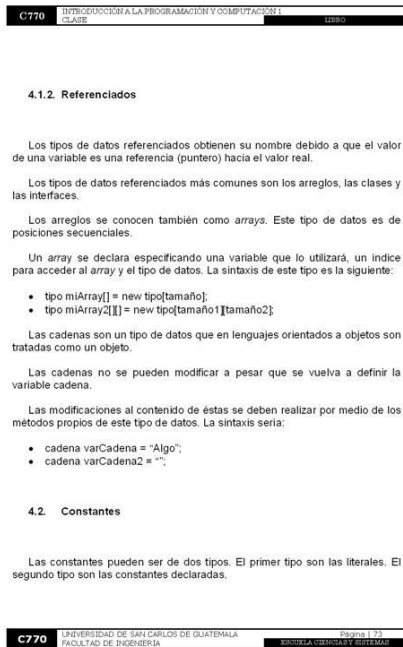 C770 INTRODUCCIÓN A LA PROGRAMACIÓN Y COMPUTACIÓN 1
CLASE LIBRO
4.1.2. Referenciados
Los tipos de datos referenciados obtienen su nombre debido a que el valor
de una variable es una referencia (puntero) hacia el valor real.
Los tipos de datos referenciados más comunes son los arreglos, las clases y
las interfaces.
Los arreglos se conocen también como arrays. Este tipo de datos es de
posiciones secuenciales.
Un array se declara especificando una variable que lo utilizará, un indice
para acceder al array y el tipo de datos. La sintaxis de este tipo es la siguiente:
• tipo miArray[] = new tipo[tamaño];
• tipo miArray2[][] = new tipo[tamaño1][tamaño2];
Las cadenas son un tipo de datos que en lenguajes orientados a objetos son
tratadas como un objeto.
Las cadenas no se pueden modificar a pesar que se vuelva a definir la
variable cadena.
Las modificaciones al contenido de éstas se deben realizar por medio de los
métodos propios de este tipo de datos. La sintaxis seria:
• cadena varCadena = “Algo”;
• cadena varCadena2 = “”;
4.2. Constantes
Las constantes pueden ser de dos tipos. El primer tipo son las literales. El
segundo tipo son las constantes declaradas.
C770 UNIVERSIDAD DE SAN CARLOS DE GUATEMALA Página | 73
FACULTAD DE INGENIERIA ESCUELA CIENCIAS Y SISTEMAS